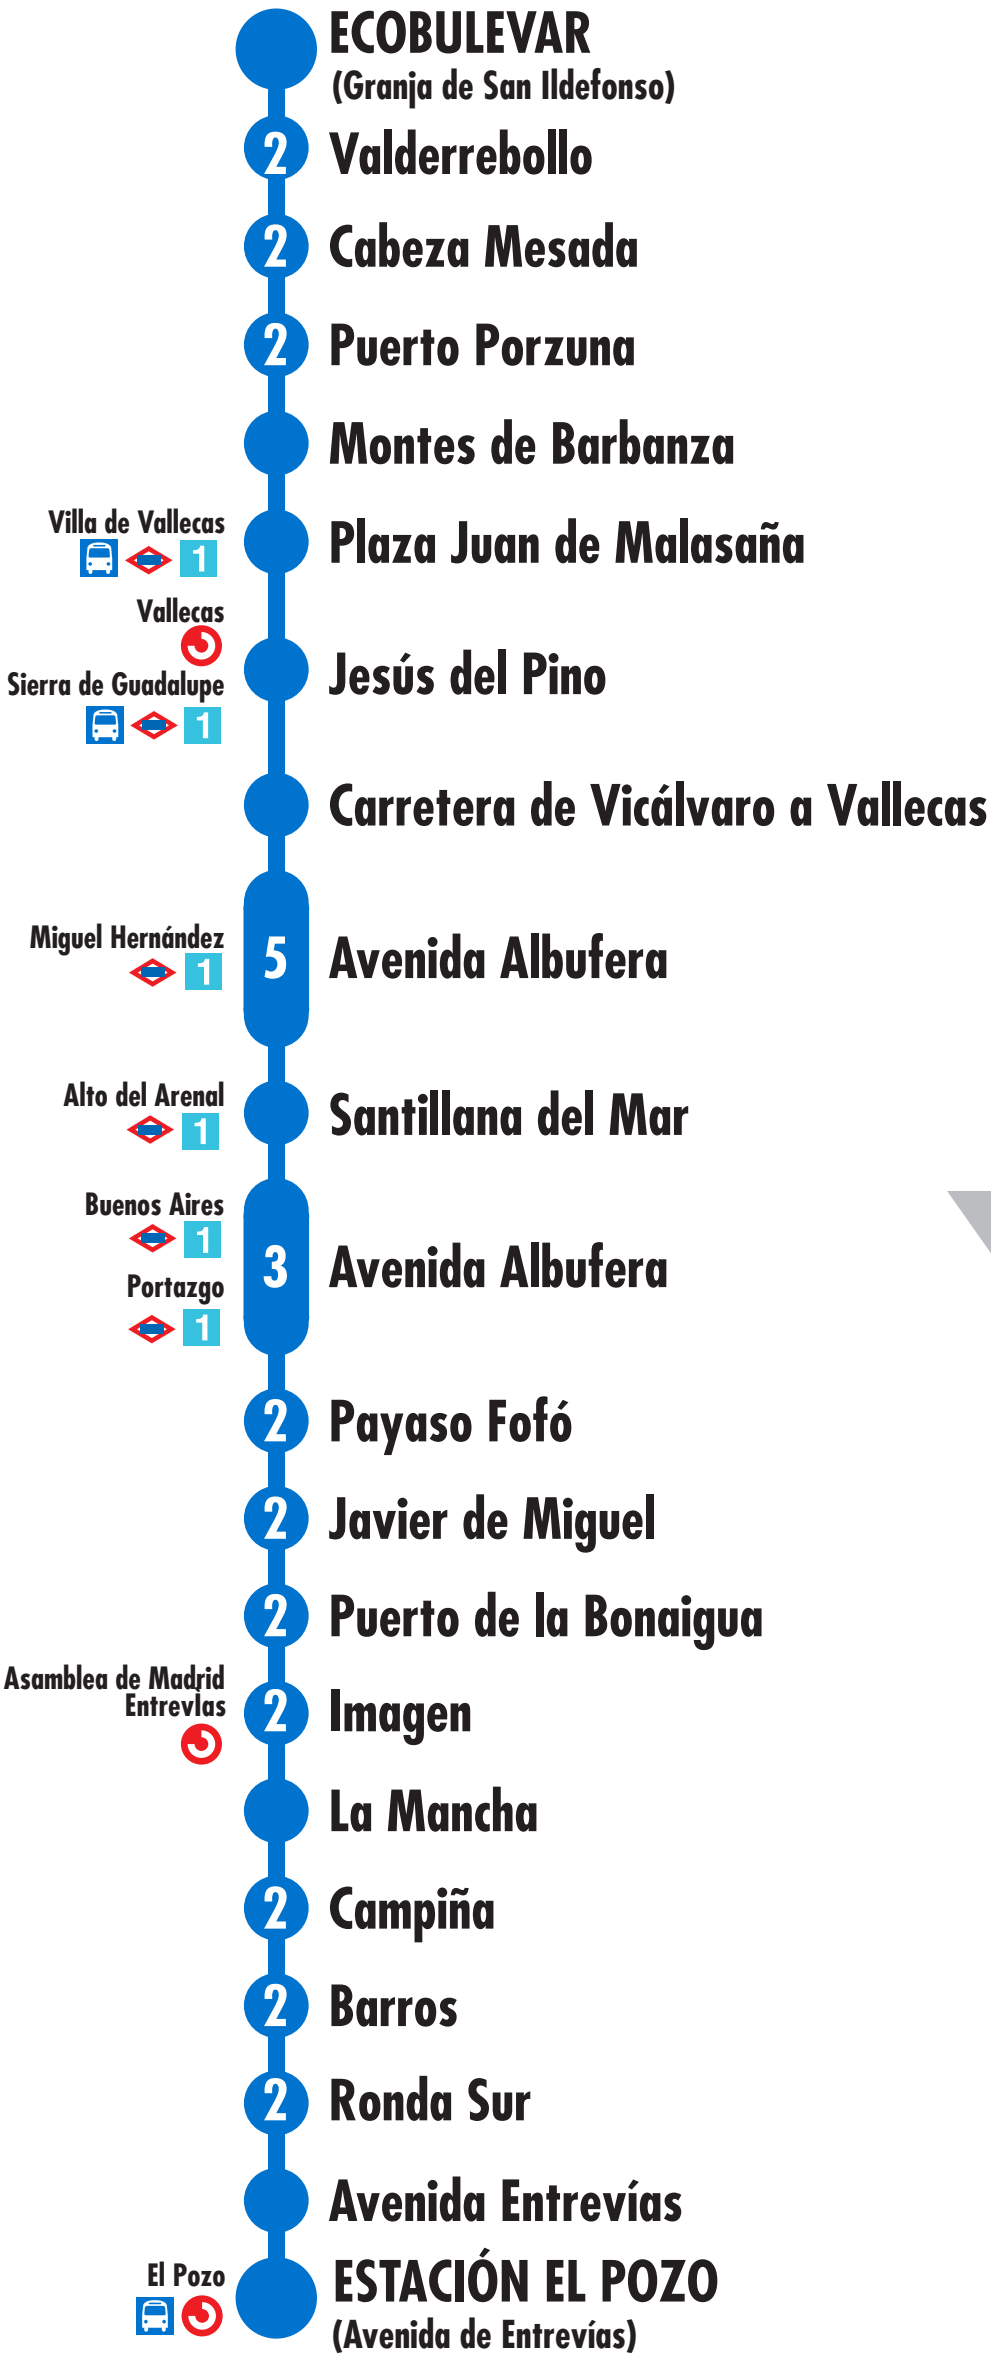 ECOBULEVAR
(Granja de San Ildefonso)
2 Valderrebollo
2 Cabeza Mesada
2 Puerto Porzuna
Montes de Barbanza
Villa de Vallecas
1
Plaza Juan de Malasaña
Vallecas
Sierra de Guadalupe
1
Jesús del Pino
Carretera de Vicálvaro a Vallecas
Miguel Hernández
1
5 Avenida Albufera
Alto del Arenal
1
Santillana del Mar
Buenos Aires
1
Portazgo
1
3 Avenida Albufera
2 Payaso Fofó
2 Javier de Miguel
2 Puerto de la Bonaigua
Asamblea de Madrid
Entrevìas
2 Imagen
La Mancha
2 Campiña
2 Barros
2 Ronda Sur
Avenida Entrevías
El Pozo
ESTACIÓN EL POZO
(Avenida de Entrevías)